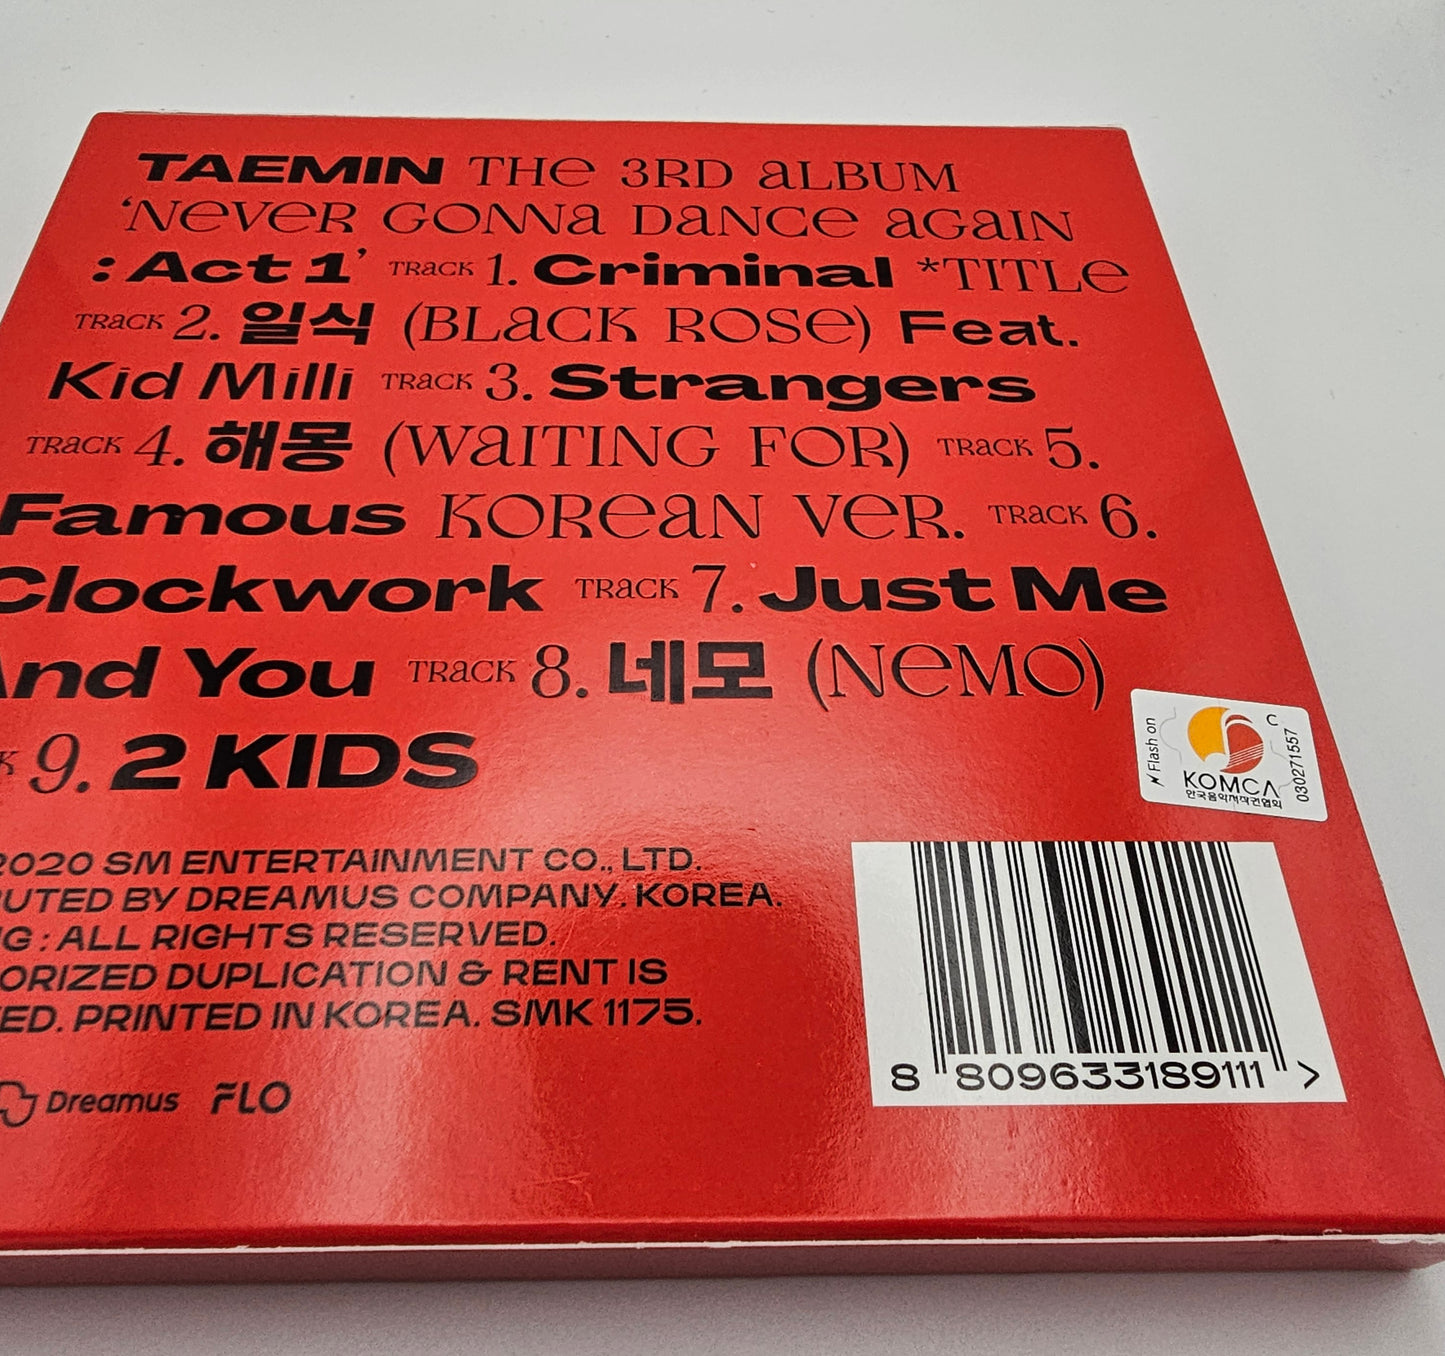 TAEMIN THE 3RD ALBUM
'NEVER GONNA DANCE AGAIN
: Act 1' TRACK 1. Criminal *TITLE
TRACK 2. 일식 (BLACK ROSE) Feat.
Kid Milli TRACK 3. Strangers
TRACK 4. 해몽 (WAITING FOR) TRACK 5.
Famous KOREAN VER. TRACK 6.
Clockwork TRACK 7. Just Me
And You TRACK 8. 네모 (NEMO)
K 9. 2 KIDS
Flash on
C
030271557
KOMCA
한국음악저작권협회
2020 SM ENTERTAINMENT CO., LTD.
UTED BY DREAMUS COMPANY. KOREA.
G : ALL RIGHTS RESERVED.
ORIZED DUPLICATION & RENT IS
ED. PRINTED IN KOREA. SMK 1175.
Dreamus FLO
8 809633189111 >